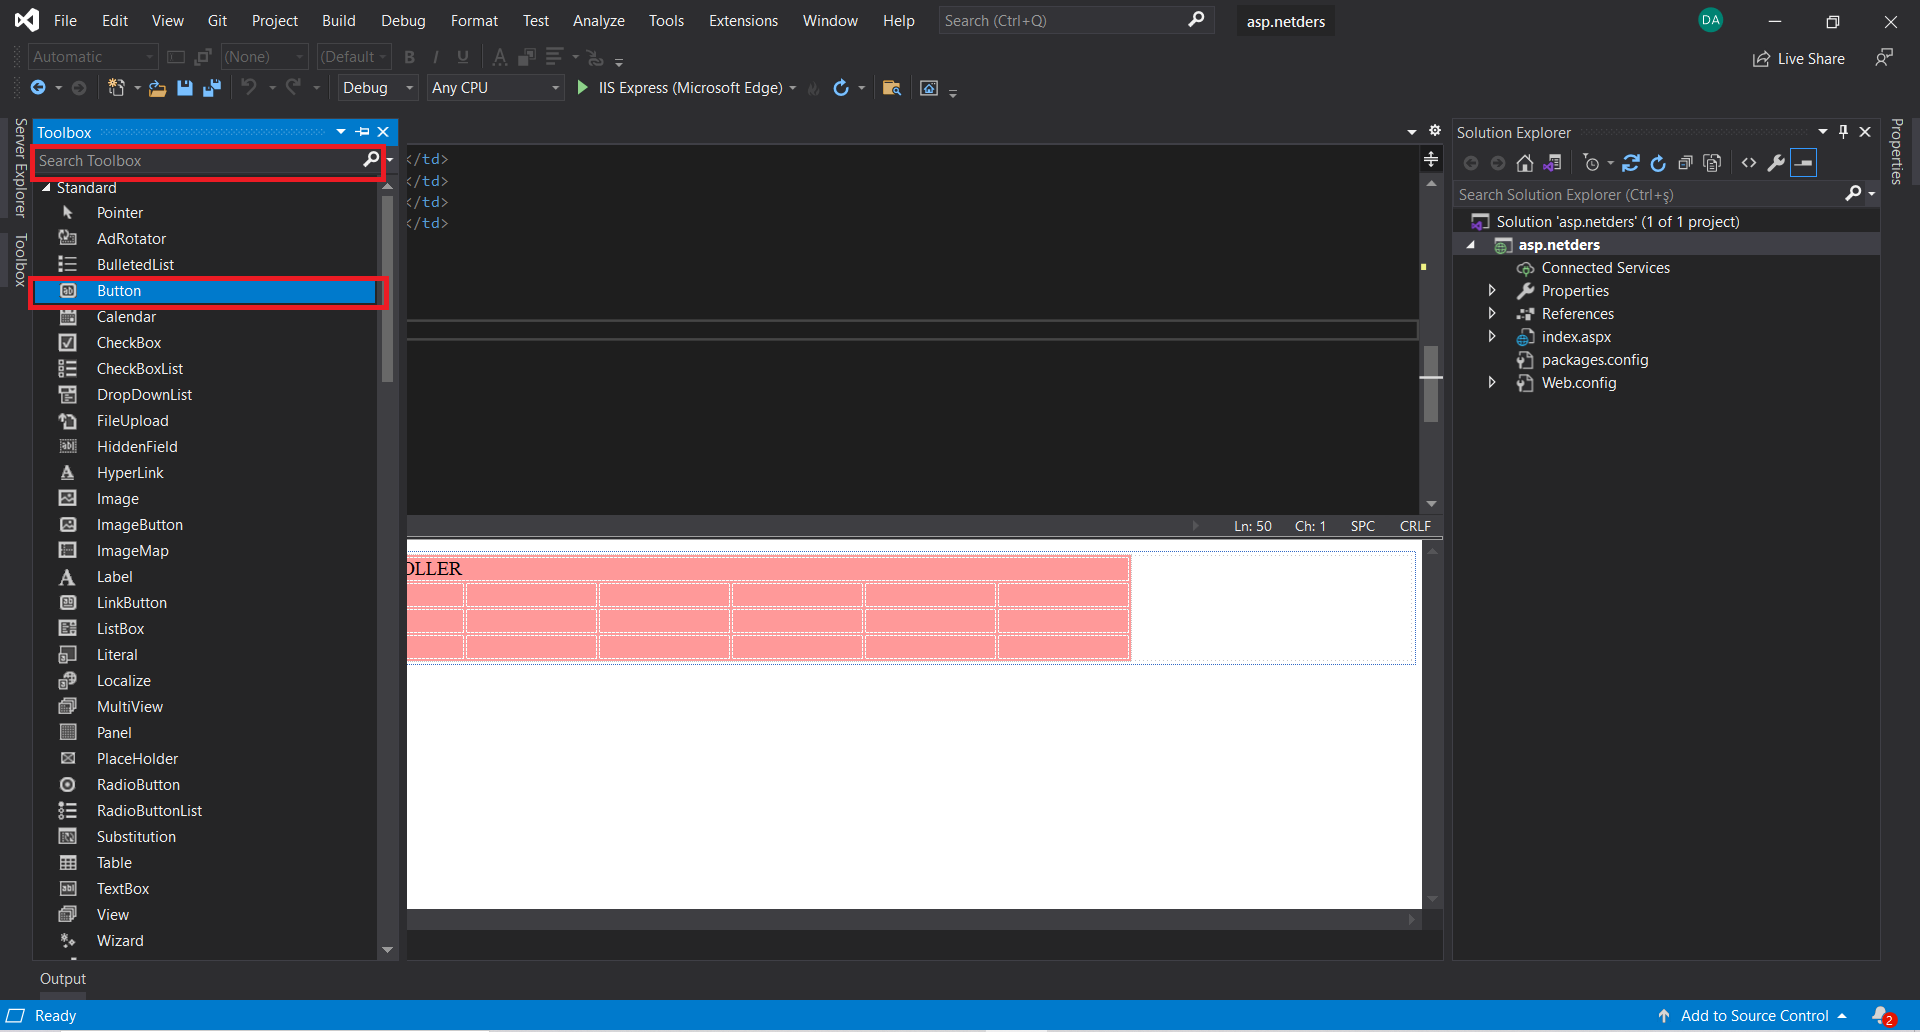 File Edit View Git Project Build Debug Format Test Analyze Tools Extensions Window Help Search (Ctrl+Q) asp.netders DA
Automatic (None) (Default B I U A Live Share
Debug Any CPU IIS Express (Microsoft Edge)
Server Explorer
Toolbox
Toolbox
Search Toolbox
Standard
Pointer
AdRotator
BulletedList
Button
Calendar
CheckBox
CheckBoxList
DropDownList
FileUpload
HiddenField
HyperLink
Image
ImageButton
ImageMap
Label
LinkButton
ListBox
Literal
Localize
MultiView
Panel
PlaceHolder
RadioButton
RadioButtonList
Substitution
Table
TextBox
View
Wizard
</td>
</td>
</td>
</td>
Ln: 50 Ch: 1 SPC CRLF
OLLER
Solution Explorer
Search Solution Explorer (Ctrl+ş)
Solution 'asp.netders' (1 of 1 project)
asp.netders
Connected Services
Properties
References
index.aspx
packages.config
Web.config
Properties
Output
Ready Add to Source Control 2